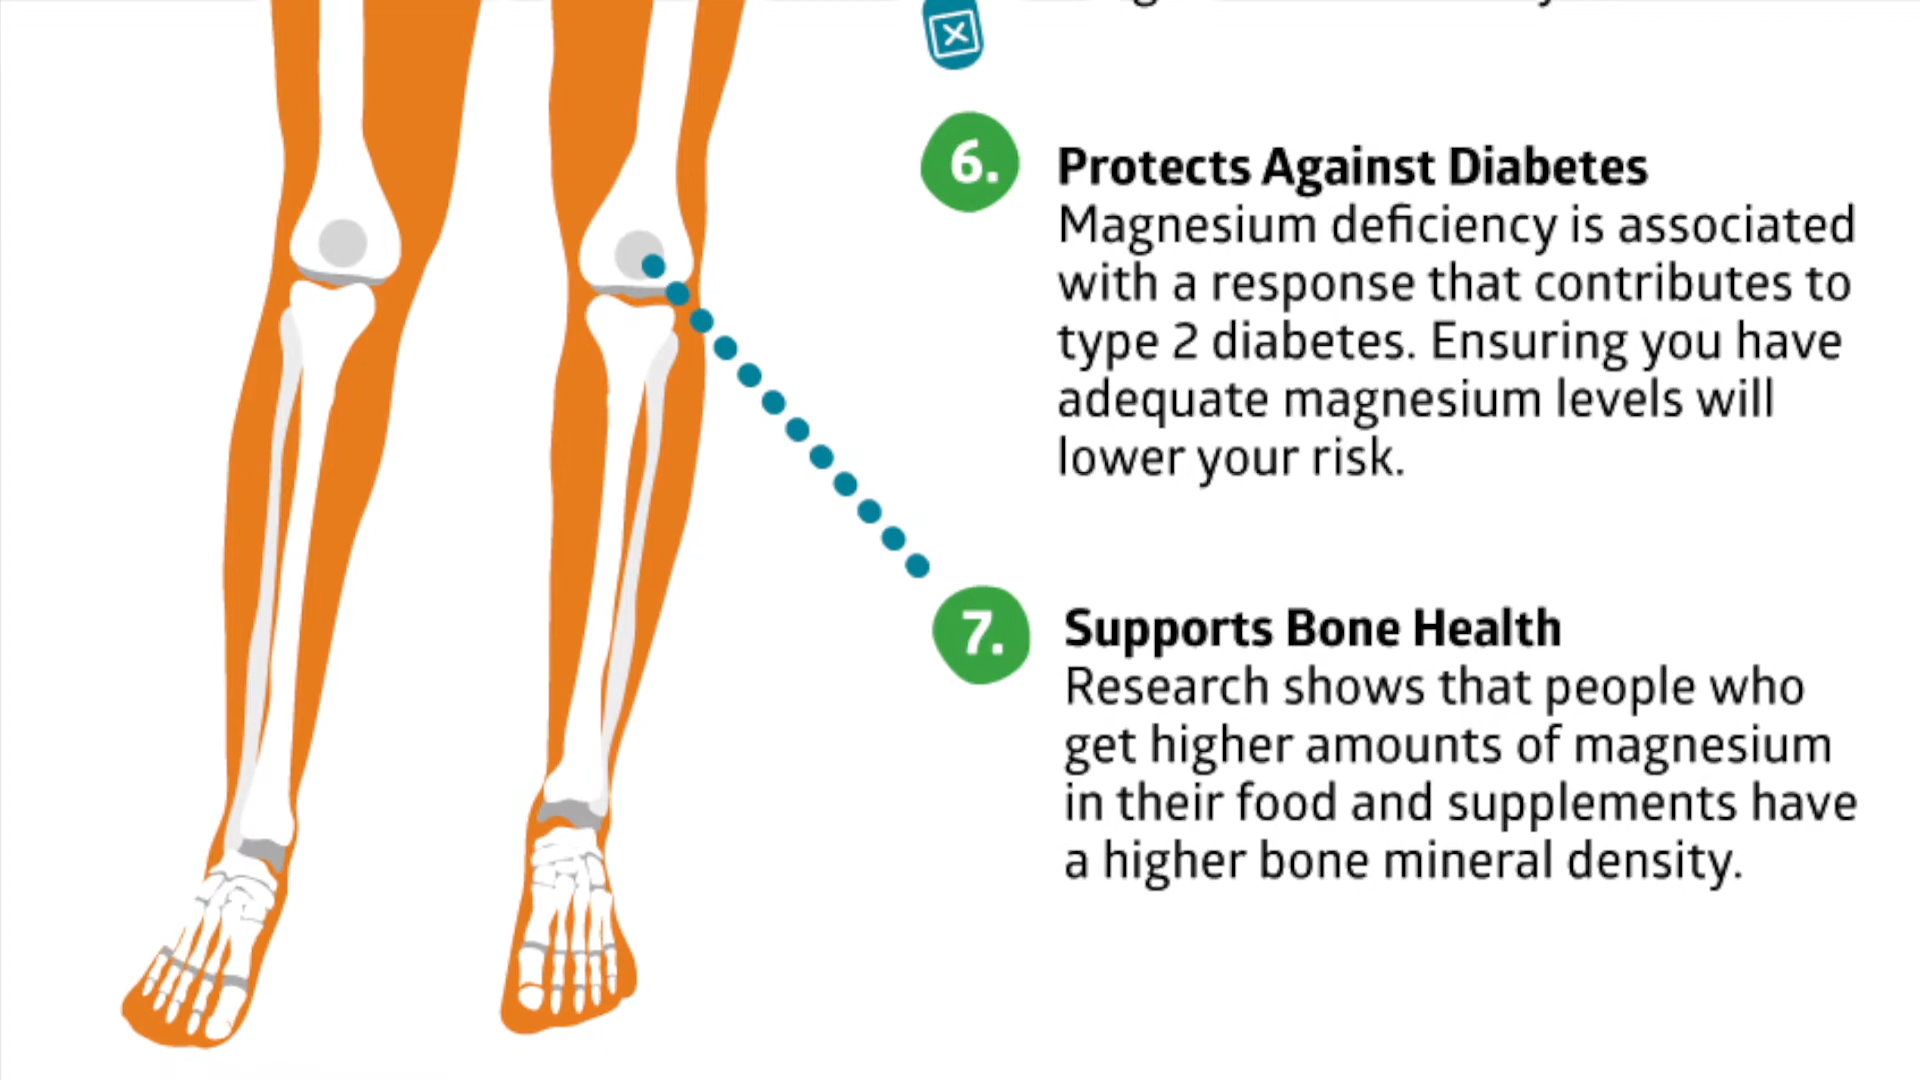 6.
Protects Against Diabetes
Magnesium deficiency is associated
with a response that contributes to
type 2 diabetes. Ensuring you have
adequate magnesium levels will
lower your risk.
7.
Supports Bone Health
Research shows that people who
get higher amounts of magnesium
in their food and supplements have
a higher bone mineral density.